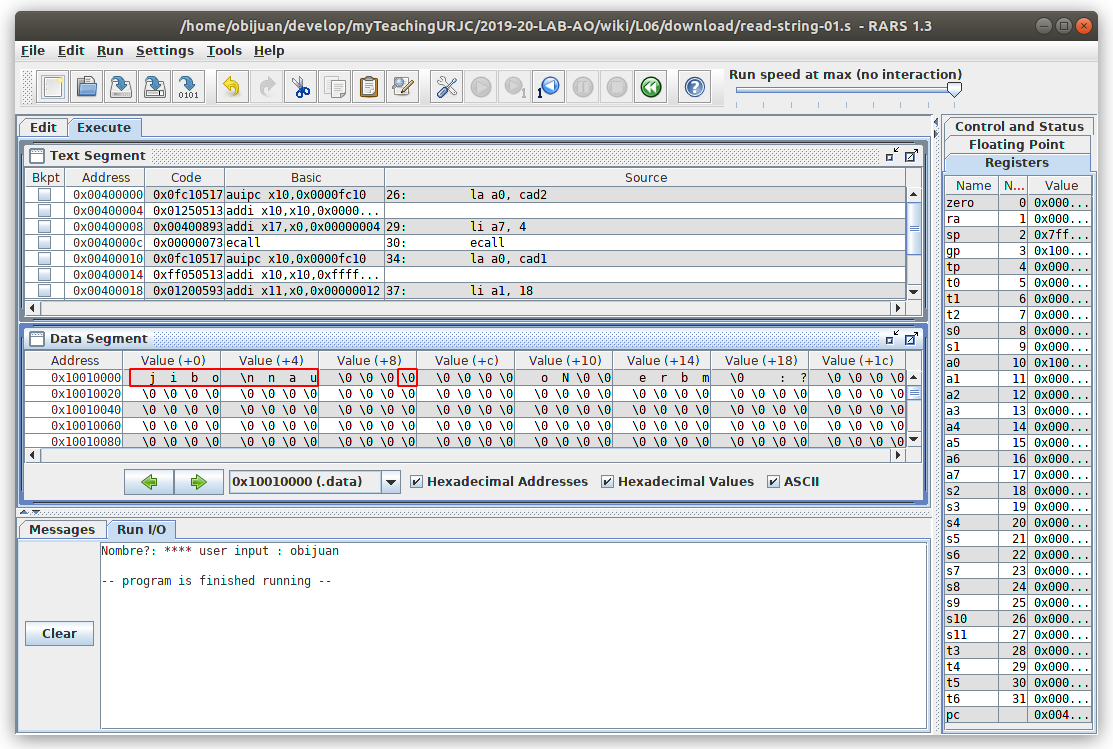 /home/obijuan/develop/myTeachingURJC/2019-20-LAB-AO/wiki/L06/download/read-string-01.s - RARS 1.3
File Edit Run Settings Tools Help
Run speed at max (no interaction)
0101
1
1
Edit Execute
Text Segment
Bkpt Address Code Basic Source
0x00400000 0x0fc10517 auipc x10,0x0000fc10 26: la a0, cad2
0x00400004 0x01250513 addi x10,x10,0x0000...
0x00400008 0x00400893 addi x17,x0,0x00000004 29: li a7, 4
0x0040000c 0x00000073 ecall 30: ecall
0x00400010 0x0fc10517 auipc x10,0x0000fc10 34: la a0, cad1
0x00400014 0xff050513 addi x10,x10,0xffff...
0x00400018 0x01200593 addi x11,x0,0x00000012 37: li a1, 18
Data Segment
Address Value (+0) Value (+4) Value (+8) Value (+c) Value (+10) Value (+14) Value (+18) Value (+1c)
0x10010000 j i b o \n n a u \0 \0 \0 \0 \0 \0 \0 \0 o N \0 \0 e r b m \0 : ? \0 \0 \0 \0
0x10010020 \0 \0 \0 \0 \0 \0 \0 \0 \0 \0 \0 \0 \0 \0 \0 \0 \0 \0 \0 \0 \0 \0 \0 \0 \0 \0 \0 \0 \0 \0 \0 \0
0x10010040 \0 \0 \0 \0 \0 \0 \0 \0 \0 \0 \0 \0 \0 \0 \0 \0 \0 \0 \0 \0 \0 \0 \0 \0 \0 \0 \0 \0 \0 \0 \0 \0
0x10010060 \0 \0 \0 \0 \0 \0 \0 \0 \0 \0 \0 \0 \0 \0 \0 \0 \0 \0 \0 \0 \0 \0 \0 \0 \0 \0 \0 \0 \0 \0 \0 \0
0x10010080 \0 \0 \0 \0 \0 \0 \0 \0 \0 \0 \0 \0 \0 \0 \0 \0 \0 \0 \0 \0 \0 \0 \0 \0 \0 \0 \0 \0 \0 \0 \0 \0
0x10010000 (.data) Hexadecimal Addresses Hexadecimal Values ASCII
Messages Run I/O
Nombre?: **** user input : obijuan
-- program is finished running --
Clear
Control and Status
Floating Point
Registers
Name N... Value
zero 0 0x000...
ra 1 0x000...
sp 2 0x7ff...
gp 3 0x100...
tp 4 0x000...
t0 5 0x000...
t1 6 0x000...
t2 7 0x000...
s0 8 0x000...
s1 9 0x000...
a0 10 0x100...
a1 11 0x000...
a2 12 0x000...
a3 13 0x000...
a4 14 0x000...
a5 15 0x000...
a6 16 0x000...
a7 17 0x000...
s2 18 0x000...
s3 19 0x000...
s4 20 0x000...
s5 21 0x000...
s6 22 0x000...
s7 23 0x000...
s8 24 0x000...
s9 25 0x000...
s10 26 0x000...
s11 27 0x000...
t3 28 0x000...
t4 29 0x000...
t5 30 0x000...
t6 31 0x000...
pc 0x004...